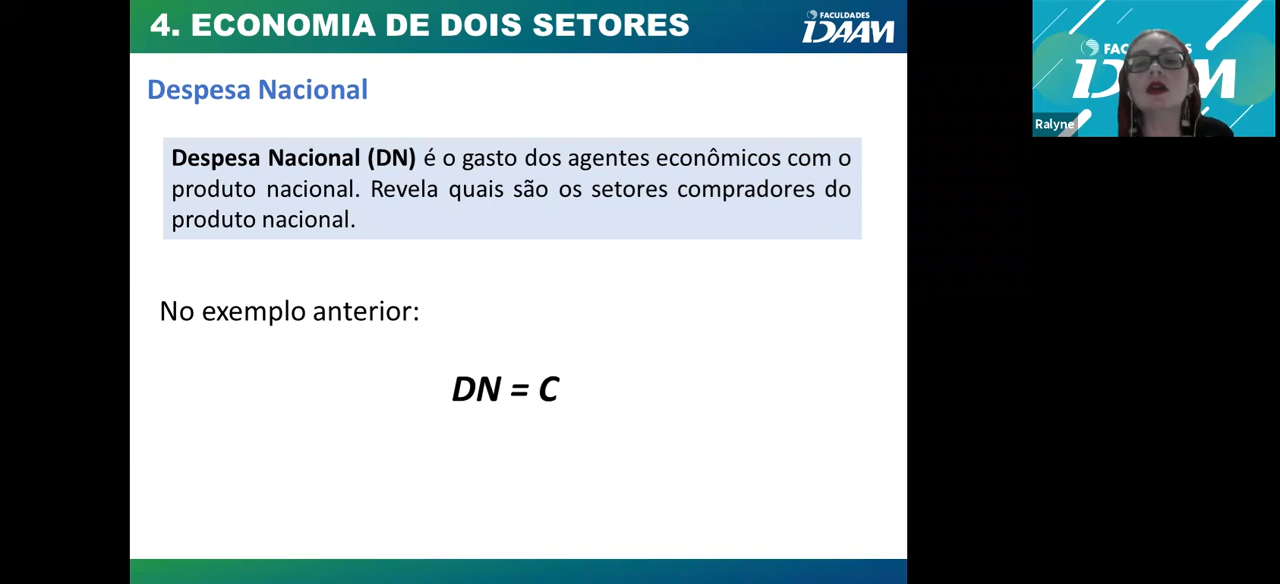 4. ECONOMIA DE DOIS SETORES
FACULDADES
IDAAM
Despesa Nacional
Despesa Nacional (DN) é o gasto dos agentes econômicos com o
produto nacional. Revela quais são os setores compradores do
produto nacional.
No exemplo anterior:
DN = C
Ralyne